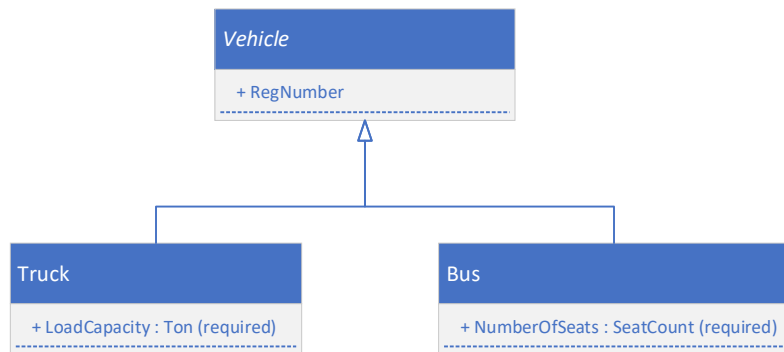 Vehicle
+ RegNumber
Truck
+ LoadCapacity : Ton (required)
Bus
+ NumberOfSeats : SeatCount (required)